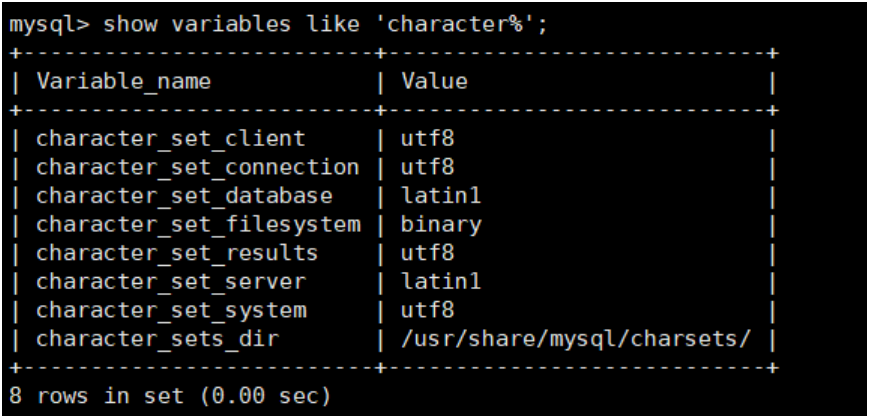 mysql> show variables like 'character%';
+--------------------------+----------------------------+
| Variable_name            | Value                      |
+--------------------------+----------------------------+
| character_set_client     | utf8                       |
| character_set_connection | utf8                       |
| character_set_database   | latin1                     |
| character_set_filesystem | binary                     |
| character_set_results    | utf8                       |
| character_set_server     | latin1                     |
| character_set_system     | utf8                       |
| character_sets_dir       | /usr/share/mysql/charsets/ |
+--------------------------+----------------------------+
8 rows in set (0.00 sec)